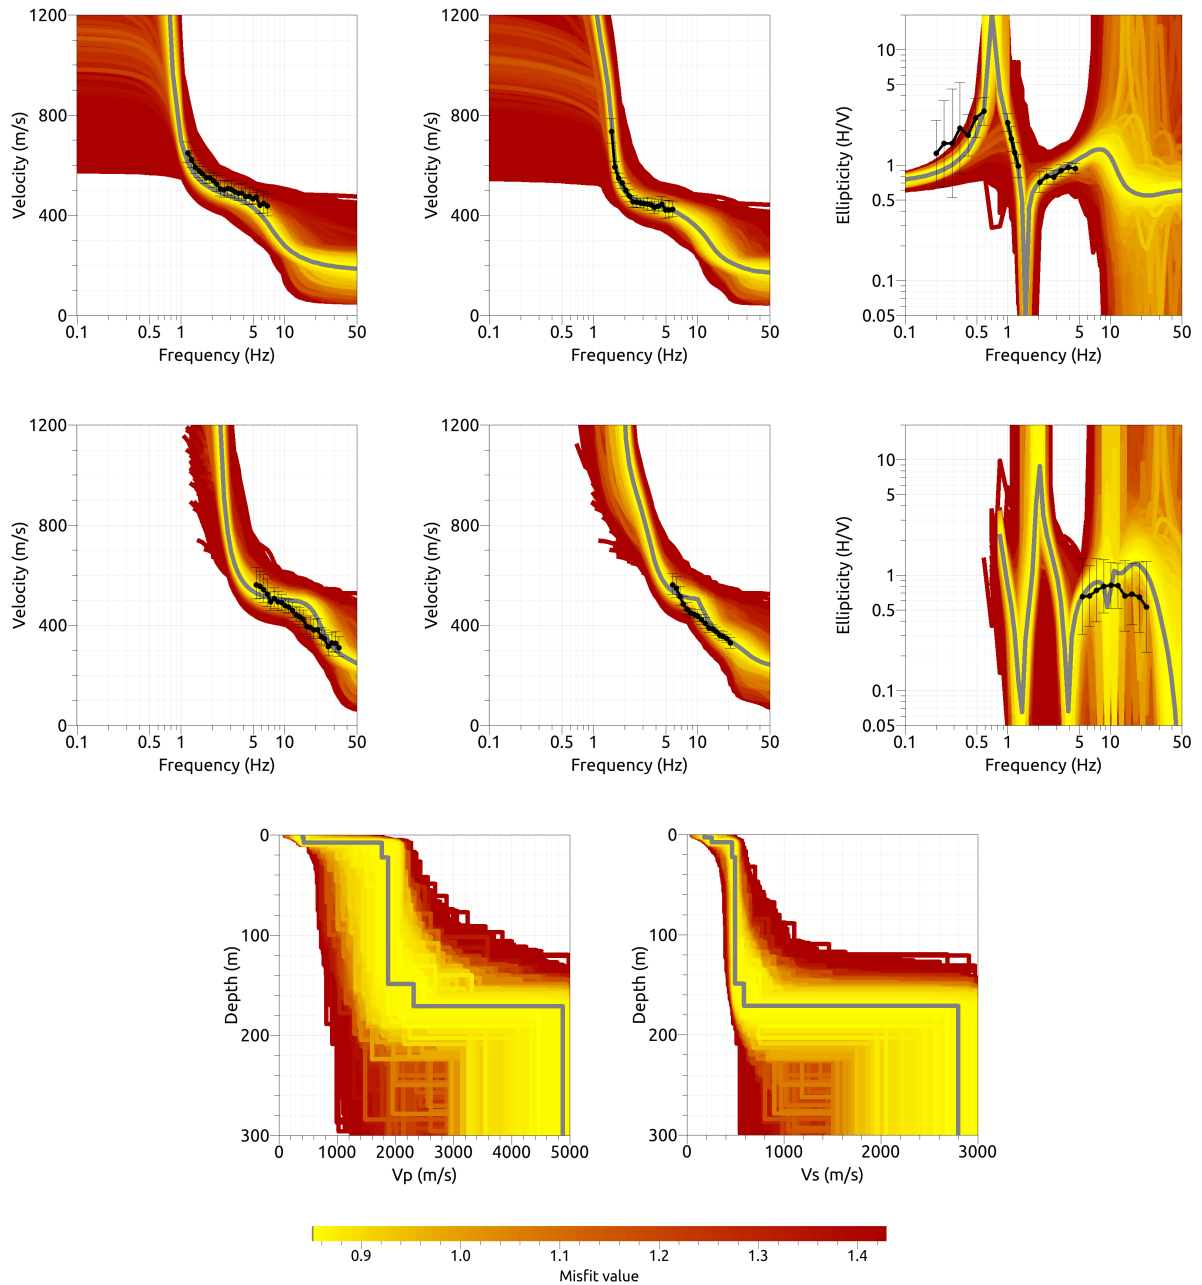 1200
800
400
0
Velocity (m/s)
0.1 0.5 1 5 10 50
Frequency (Hz)
1200
800
400
0
Velocity (m/s)
0.1 0.5 1 5 10 50
Frequency (Hz)
10
5
1
0.5
0.1
0.05
Ellipticity (H/V)
0.1 0.5 1 5 10 50
Frequency (Hz)
1200
800
400
0
Velocity (m/s)
0.1 0.5 1 5 10 50
Frequency (Hz)
1200
800
400
0
Velocity (m/s)
0.1 0.5 1 5 10 50
Frequency (Hz)
10
5
1
0.5
0.1
0.05
Ellipticity (H/V)
0.1 0.5 1 5 10 50
Frequency (Hz)
0
100
200
300
Depth (m)
0 1000 2000 3000 4000 5000
Vp (m/s)
0
100
200
300
Depth (m)
0 1000 2000 3000
Vs (m/s)
0.9 1.0 1.1 1.2 1.3 1.4
Misfit value